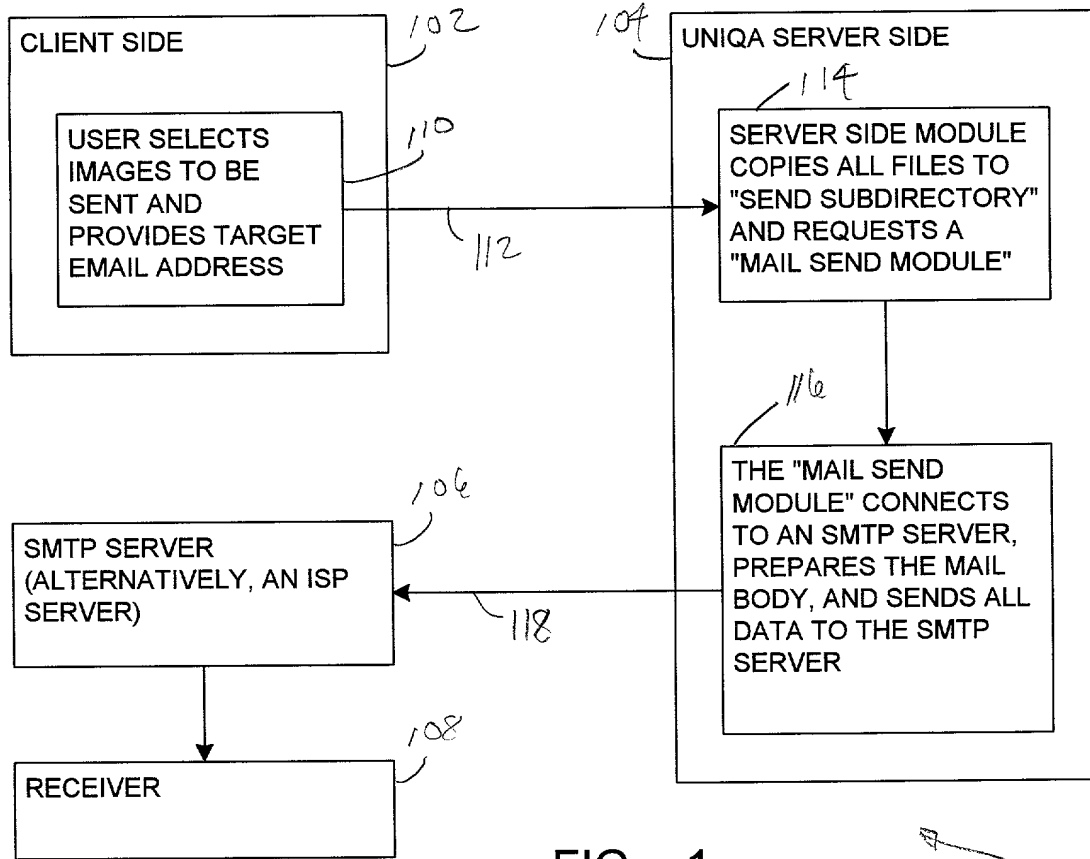 CLIENT SIDE
102
USER SELECTS
IMAGES TO BE
SENT AND
PROVIDES TARGET
EMAIL ADDRESS
110
112
104
UNIQA SERVER SIDE
114
SERVER SIDE MODULE
COPIES ALL FILES TO
"SEND SUBDIRECTORY"
AND REQUESTS A
"MAIL SEND MODULE"
116
THE "MAIL SEND
MODULE" CONNECTS
TO AN SMTP SERVER,
PREPARES THE MAIL
BODY, AND SENDS ALL
DATA TO THE SMTP
SERVER
118
106
SMTP SERVER
(ALTERNATIVELY, AN ISP
SERVER)
108
RECEIVER
FIG. 1